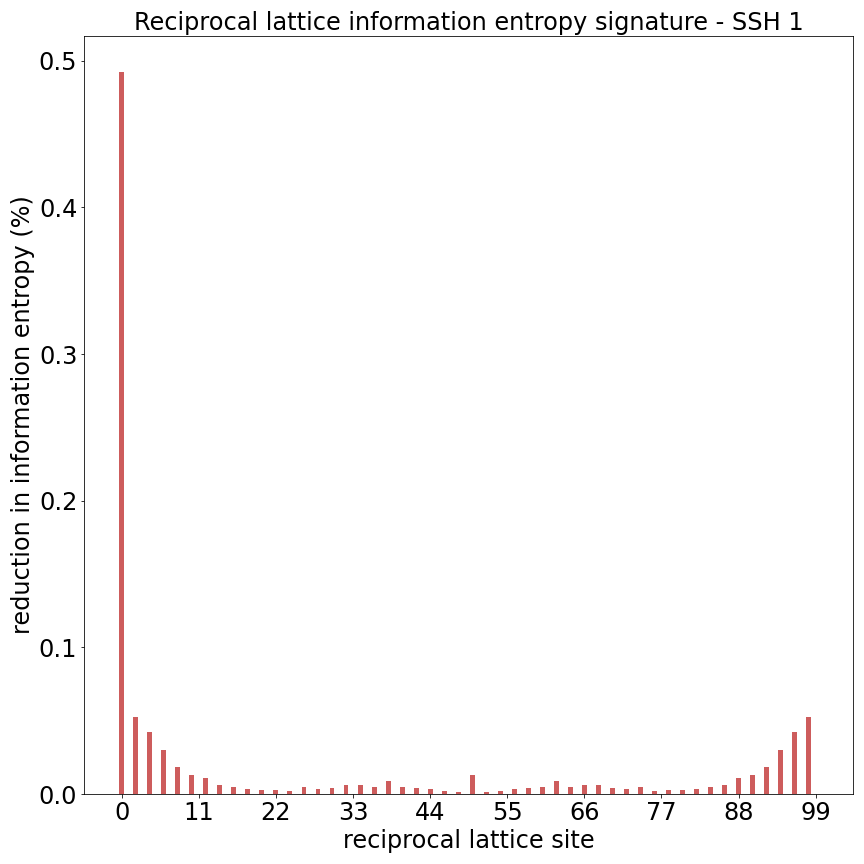 Reciprocal lattice information entropy signature - SSH 1
reduction in information entropy (%)
0.5
0.4
0.3
0.2
0.1
0.0
0 11 22 33 44 55 66 77 88 99
reciprocal lattice site